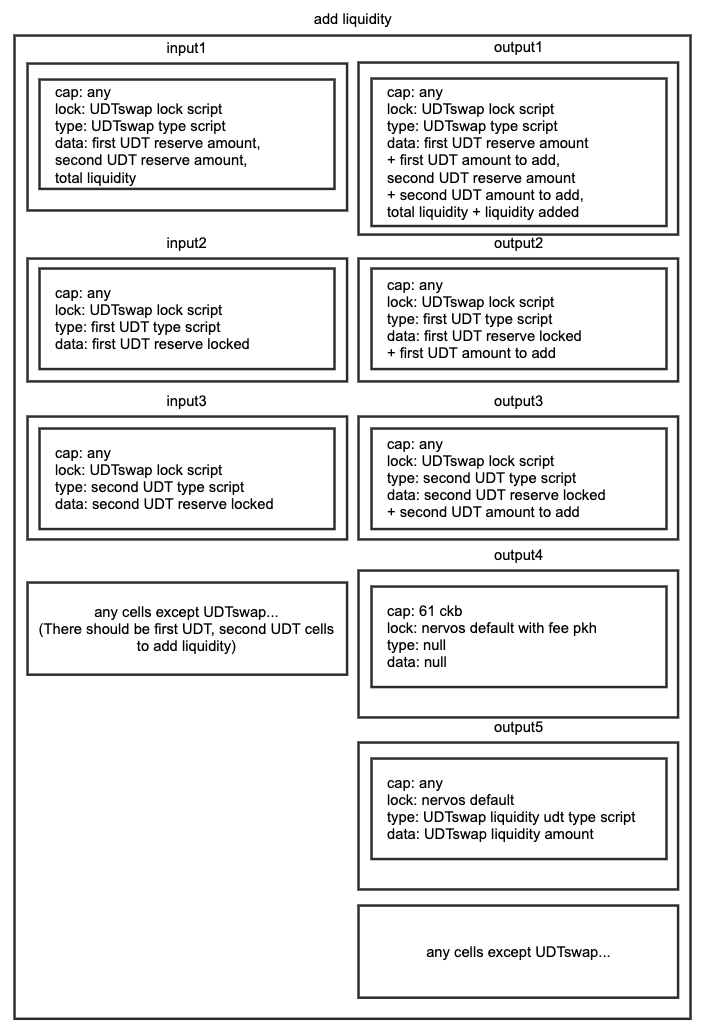 add liquidity
input1
cap: any
lock: UDTswap lock script
type: UDTswap type script
data: first UDT reserve amount,
second UDT reserve amount,
total liquidity
output1
cap: any
lock: UDTswap lock script
type: UDTswap type script
data: first UDT reserve amount
+ first UDT amount to add,
second UDT reserve amount
+ second UDT amount to add,
total liquidity + liquidity added
input2
cap: any
lock: UDTswap lock script
type: first UDT type script
data: first UDT reserve locked
output2
cap: any
lock: UDTswap lock script
type: first UDT type script
data: first UDT reserve locked
+ first UDT amount to add
input3
cap: any
lock: UDTswap lock script
type: second UDT type script
data: second UDT reserve locked
output3
cap: any
lock: UDTswap lock script
type: second UDT type script
data: second UDT reserve locked
+ second UDT amount to add
any cells except UDTswap...
(There should be first UDT, second UDT cells
to add liquidity)
output4
cap: 61 ckb
lock: nervos default with fee pkh
type: null
data: null
output5
cap: any
lock: nervos default
type: UDTswap liquidity udt type script
data: UDTswap liquidity amount
any cells except UDTswap...